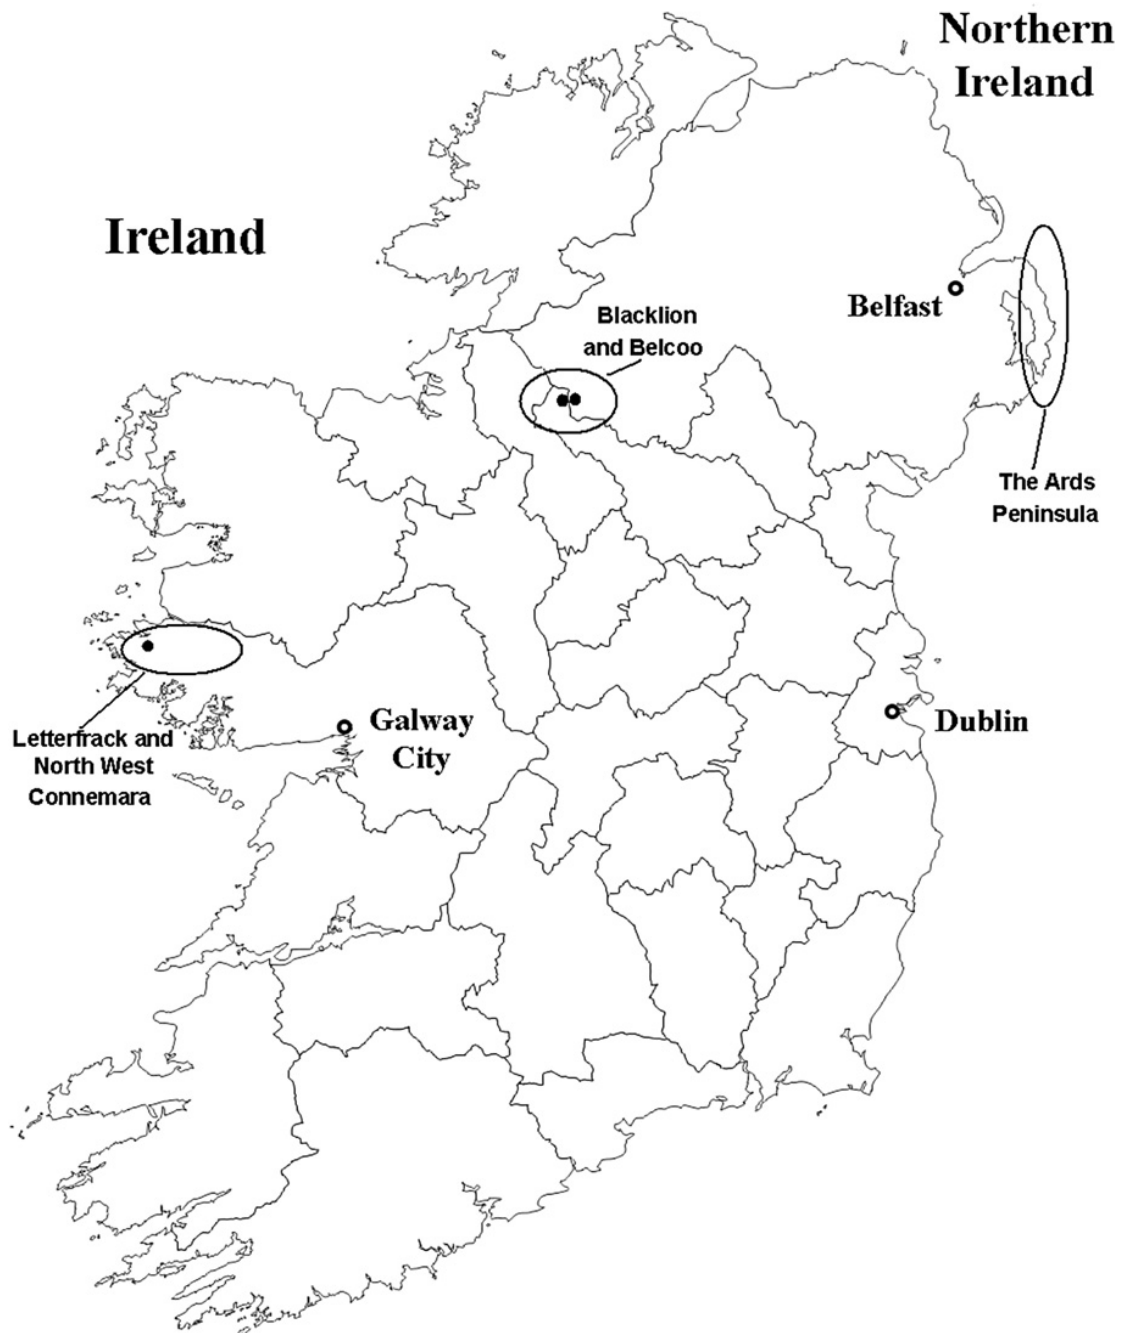 Northern
Ireland
Ireland
Belfast
Blacklion
and Belcoo
The Ards
Peninsula
Galway
City
Dublin
Letterfrack and
North West
Connemara